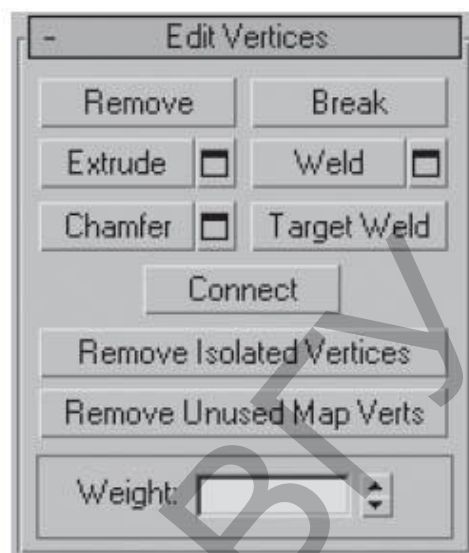 - Edit Vertices
Remove Break
Extrude Weld
Chamfer Target Weld
Connect
Remove Isolated Vertices
Remove Unused Map Verts
Weight: